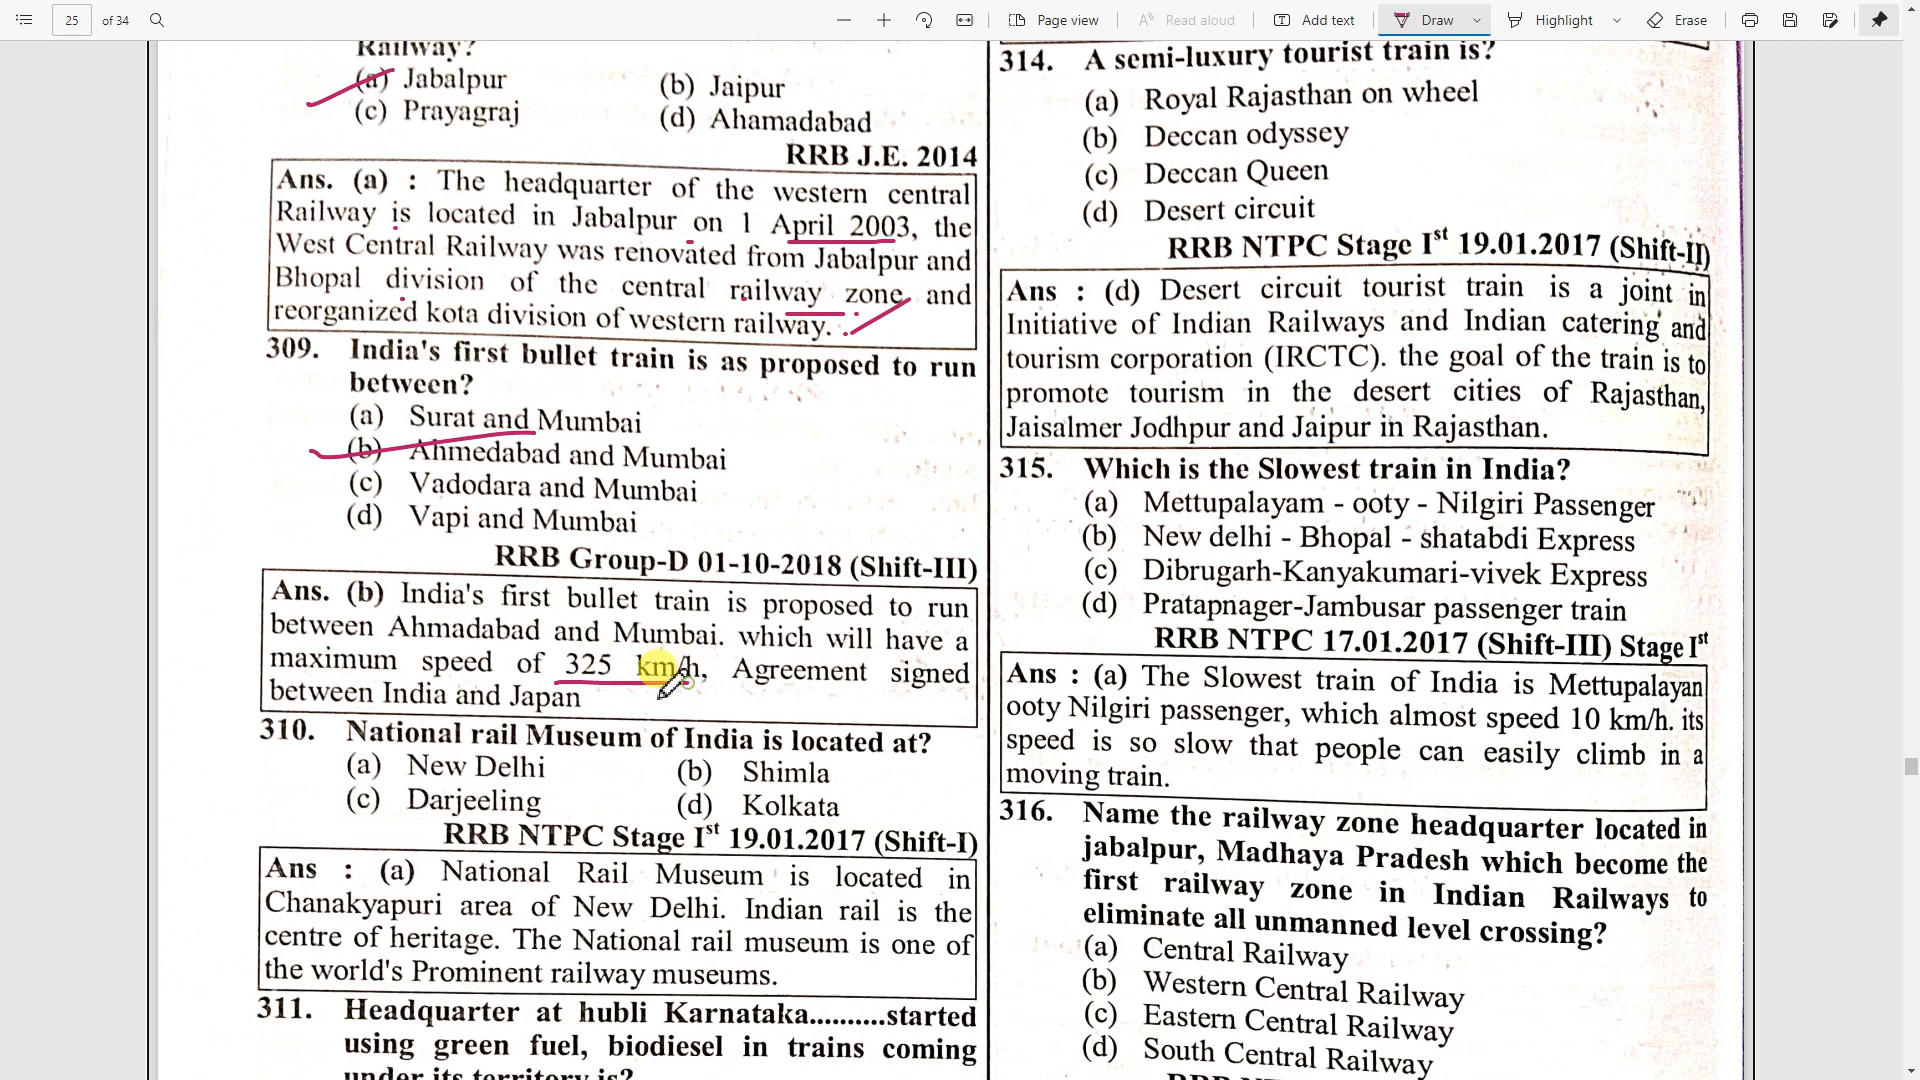 25 of 34
Page view
Read aloud
Add text
Draw
Highlight
Erase
Railway?
(a) Jabalpur (b) Jaipur
(c) Prayagraj (d) Ahamadabad
RRB J.E. 2014
Ans. (a) : The headquarter of the western central
Railway is located in Jabalpur on 1 April 2003, the
West Central Railway was renovated from Jabalpur and
Bhopal division of the central railway zone and
reorganized kota division of western railway.
309. India's first bullet train is as proposed to run
between?
(a) Surat and Mumbai
(b) Ahmedabad and Mumbai
(c) Vadodara and Mumbai
(d) Vapi and Mumbai
RRB Group-D 01-10-2018 (Shift-III)
Ans. (b) India's first bullet train is proposed to run
between Ahmadabad and Mumbai. which will have a
maximum speed of 325 km/h, Agreement signed
between India and Japan
310. National rail Museum of India is located at?
(a) New Delhi (b) Shimla
(c) Darjeeling (d) Kolkata
RRB NTPC Stage Ist 19.01.2017 (Shift-I)
Ans : (a) National Rail Museum is located in
Chanakyapuri area of New Delhi. Indian rail is the
centre of heritage. The National rail museum is one of
the world's Prominent railway museums.
311. Headquarter at hubli Karnataka..........started
using green fuel, biodiesel in trains coming
under its territory is?
314. A semi-luxury tourist train is?
(a) Royal Rajasthan on wheel
(b) Deccan odyssey
(c) Deccan Queen
(d) Desert circuit
RRB NTPC Stage Ist 19.01.2017 (Shift-II)
Ans : (d) Desert circuit tourist train is a joint in
Initiative of Indian Railways and Indian catering and
tourism corporation (IRCTC). the goal of the train is to
promote tourism in the desert cities of Rajasthan,
Jaisalmer Jodhpur and Jaipur in Rajasthan.
315. Which is the Slowest train in India?
(a) Mettupalayam - ooty - Nilgiri Passenger
(b) New delhi - Bhopal - shatabdi Express
(c) Dibrugarh-Kanyakumari-vivek Express
(d) Pratapnager-Jambusar passenger train
RRB NTPC 17.01.2017 (Shift-III) Stage Ist
Ans : (a) The Slowest train of India is Mettupalayan
ooty Nilgiri passenger, which almost speed 10 km/h. its
speed is so slow that people can easily climb in a
moving train.
316. Name the railway zone headquarter located in
jabalpur, Madhaya Pradesh which become the
first railway zone in Indian Railways to
eliminate all unmanned level crossing?
(a) Central Railway
(b) Western Central Railway
(c) Eastern Central Railway
(d) South Central Railway